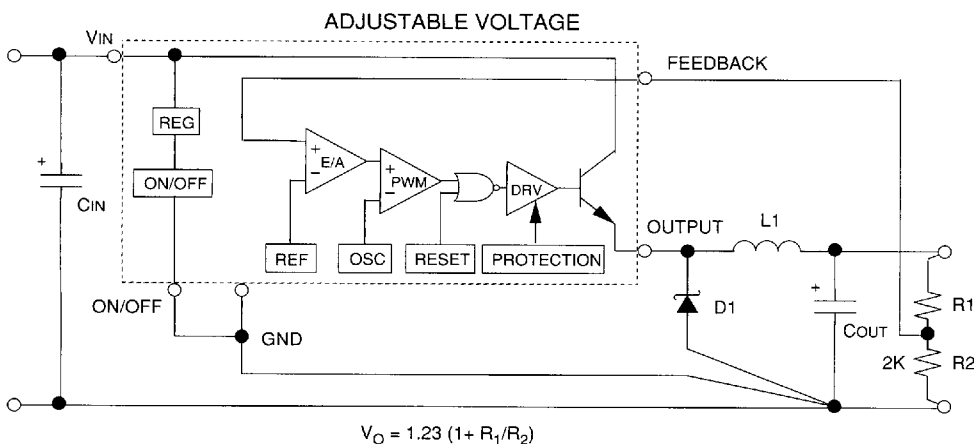 ADJUSTABLE VOLTAGE
VIN
FEEDBACK
REG
+
E/A
-
+
PWM
-
DRV
ON/OFF
+
CIN
REF
OSC
RESET
PROTECTION
OUTPUT
L1
ON/OFF
GND
D1
+
COUT
R1
2K
R2
VO = 1.23 (1+ R1/R2)